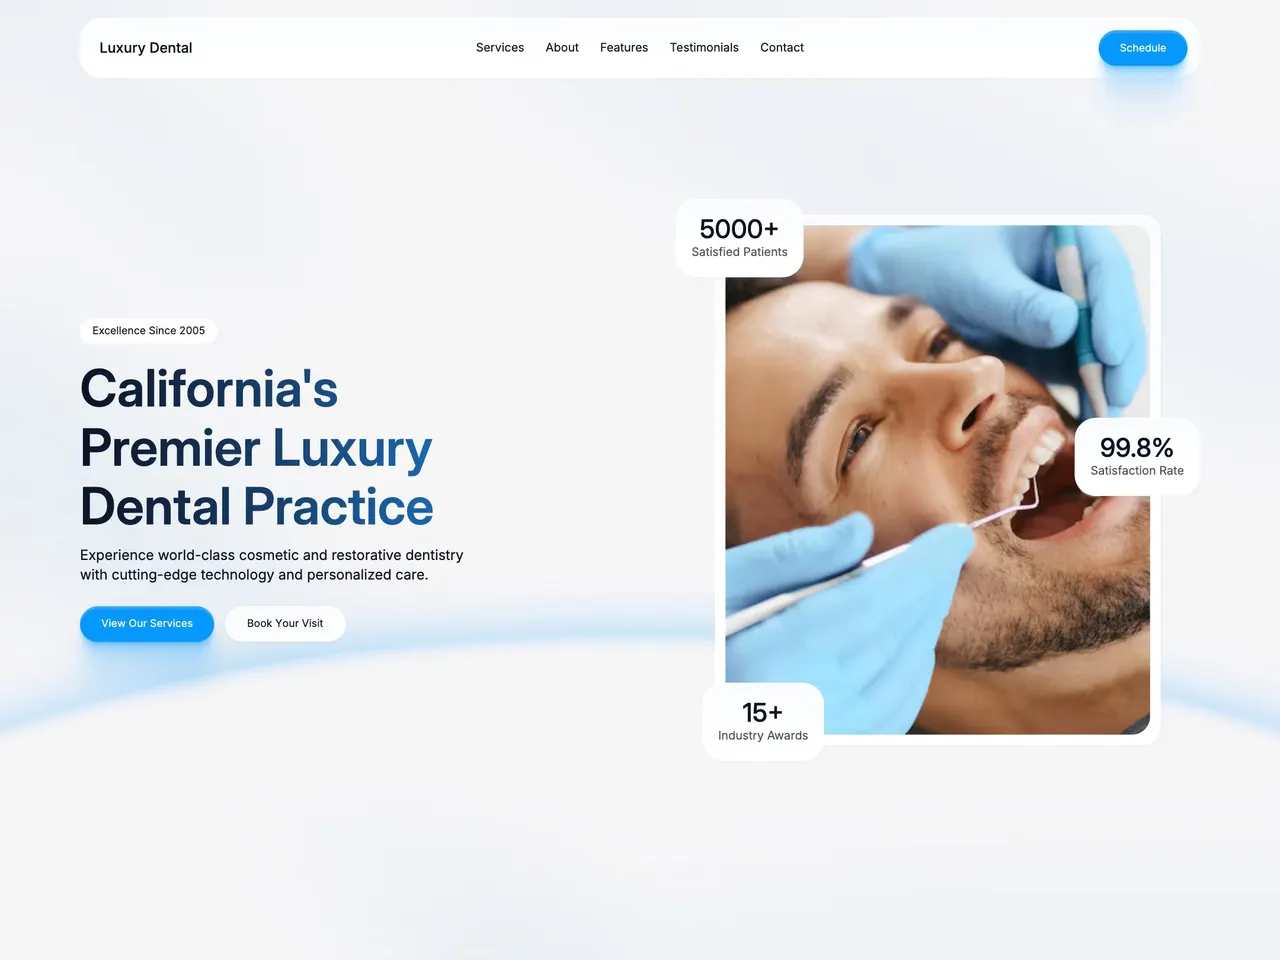 Luxury Dental
Services
About
Features
Testimonials
Contact
Schedule
Excellence Since 2005
California's
Premier Luxury
Dental Practice
Experience world-class cosmetic and restorative dentistry
with cutting-edge technology and personalized care.
View Our Services
Book Your Visit
5000+
Satisfied Patients
99.8%
Satisfaction Rate
15+
Industry Awards